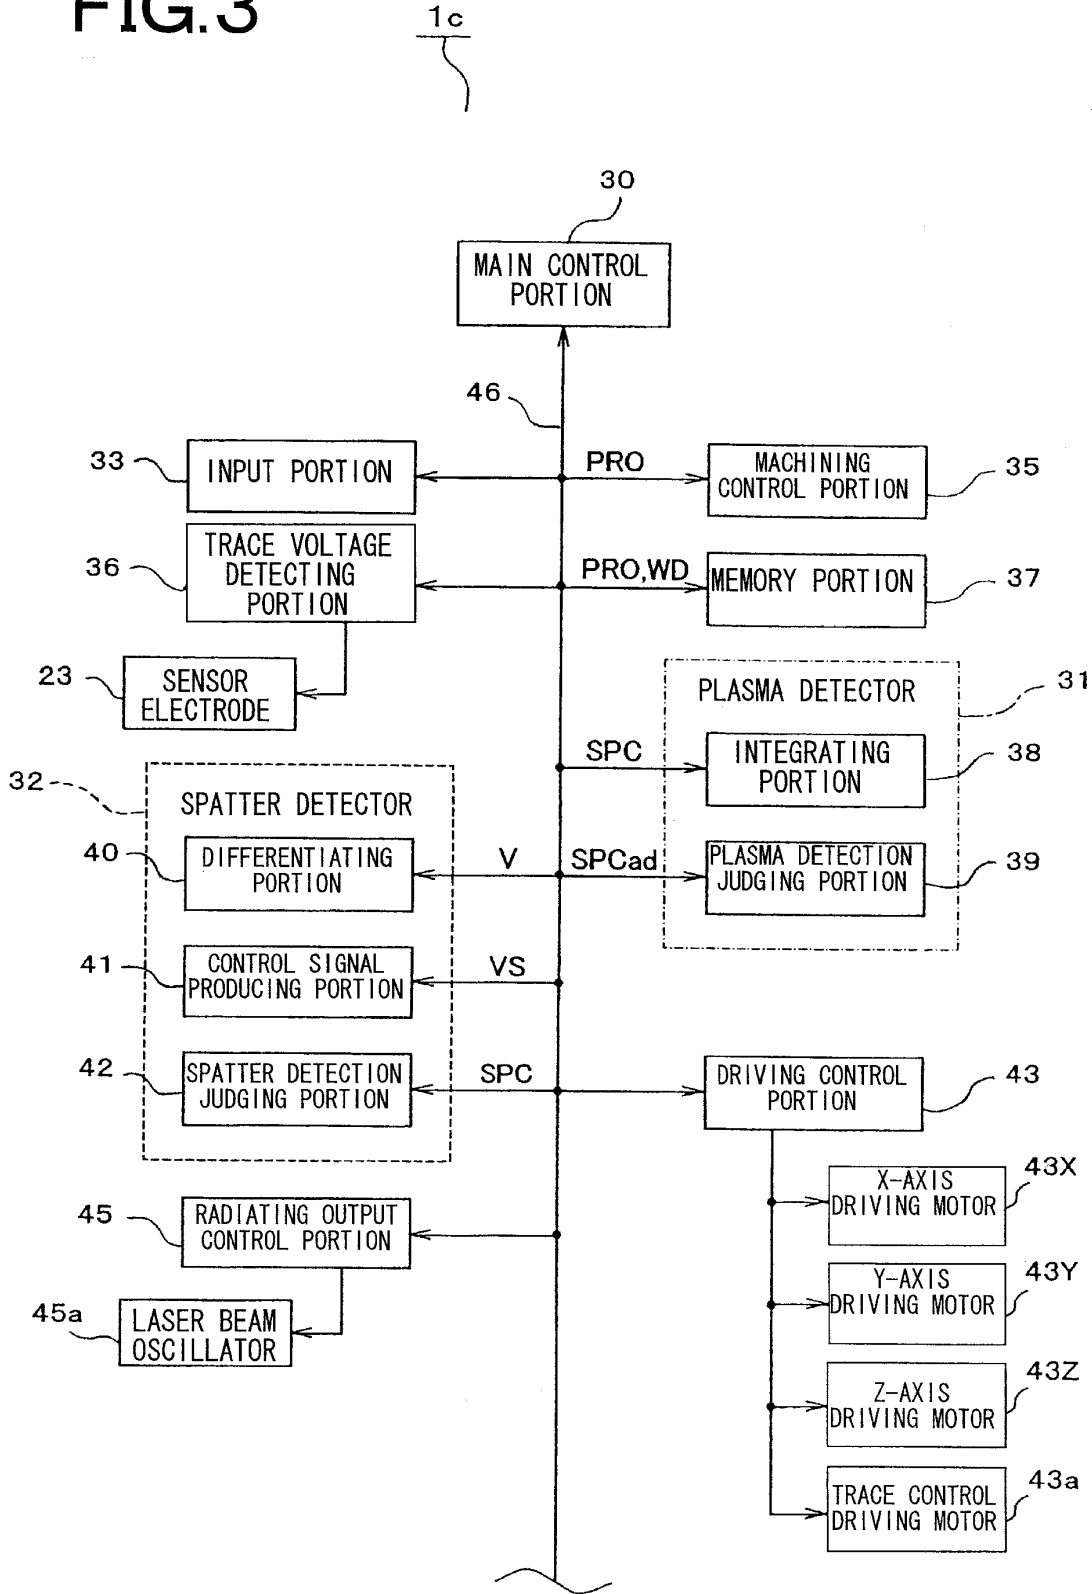 FIG.3
1c
30
MAIN CONTROL
PORTION
46
33
INPUT PORTION
PRO
MACHINING
CONTROL PORTION
35
36
TRACE VOLTAGE
DETECTING
PORTION
PRO,WD
MEMORY PORTION
37
23
SENSOR
ELECTRODE
31
PLASMA DETECTOR
SPC
INTEGRATING
PORTION
38
32
SPATTER DETECTOR
40
DIFFERENTIATING
PORTION
V
SPCad
PLASMA DETECTION
JUDGING PORTION
39
41
CONTROL SIGNAL
PRODUCING PORTION
VS
42
SPATTER DETECTION
JUDGING PORTION
SPC
DRIVING CONTROL
PORTION
43
X-AXIS
DRIVING MOTOR
43X
45
RADIATING OUTPUT
CONTROL PORTION
Y-AXIS
DRIVING MOTOR
43Y
45a
LASER BEAM
OSCILLATOR
Z-AXIS
DRIVING MOTOR
43Z
TRACE CONTROL
DRIVING MOTOR
43a